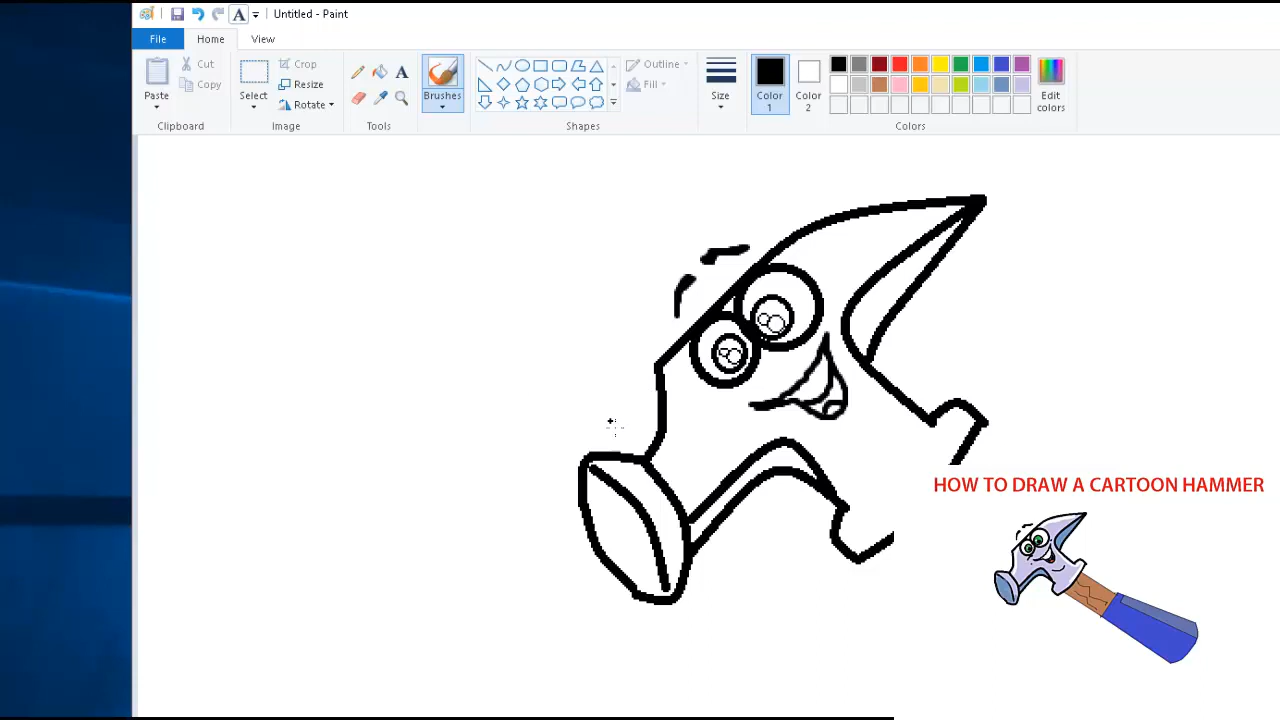 Untitled - Paint
File Home View
Paste
Cut
Copy
Clipboard
Select
Crop
Resize
Rotate
Image
A
Tools
Brushes
Outline
Fill
Shapes
Size
Color 1
Color 2
Edit colors
Colors
HOW TO DRAW A CARTOON HAMMER